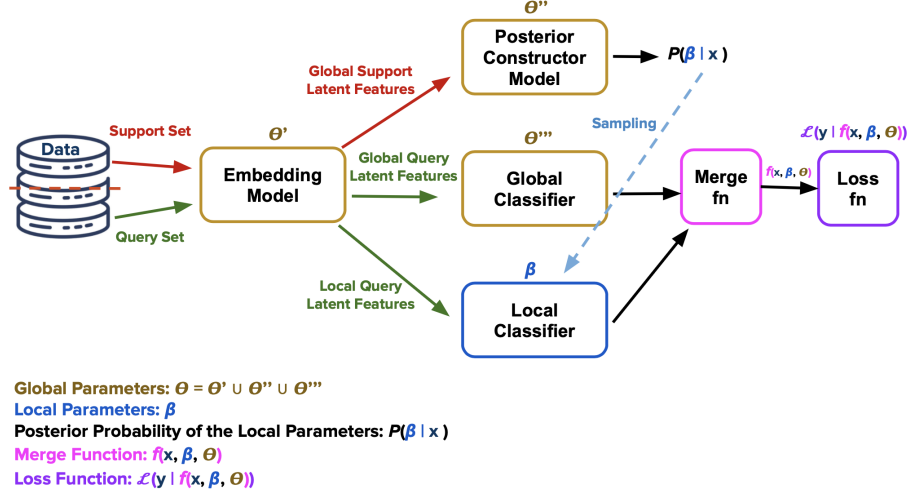 Θ''
Posterior
Constructor
Model
P(β | x )
Global Support
Latent Features
Support Set
Data
Θ'
Embedding
Model
Query Set
Sampling
Θ'''
Global Query
Latent Features
Global
Classifier
Merge
fn
f(x, β, Θ)
ℒ(y | f(x, β, Θ))
Loss
fn
Local Query
Latent Features
β
Local
Classifier
Global Parameters: Θ = Θ' ∪ Θ'' ∪ Θ'''
Local Parameters: β
Posterior Probability of the Local Parameters: P(β | x )
Merge Function: f(x, β, Θ)
Loss Function: ℒ(y | f(x, β, Θ))